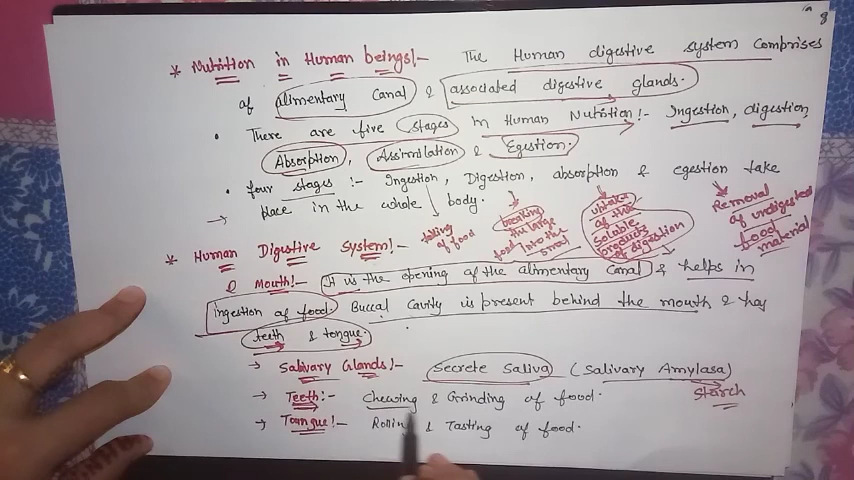 8
* Nutrition in Human beings!- The Human digestive system comprises
of alimentary Canal & associated digestive glands.
• There are five stages in Human Nutrition!- Ingestion, digestion,
Absorption, Assimilation & Egestion.
• four stages :- Ingestion, Digestion, absorption & egestion take
→ place in the whole body.
taking of food
breaking the large food into the small
uptake of the soluble products of digestion
Removal of undigested food material
* Human Digestive System!-
Mouth!- It is the opening of the alimentary canal & helps in
ingestion of food. Buccal Cavity is present behind the mouth & has
teeth & tongue.
→ Salivary Glands!- Secrete Saliva (Salivary Amylasa)
Starch
→ Teeth:- Chewing & Grinding of food.
→ Tongue!- & Tasting of food.